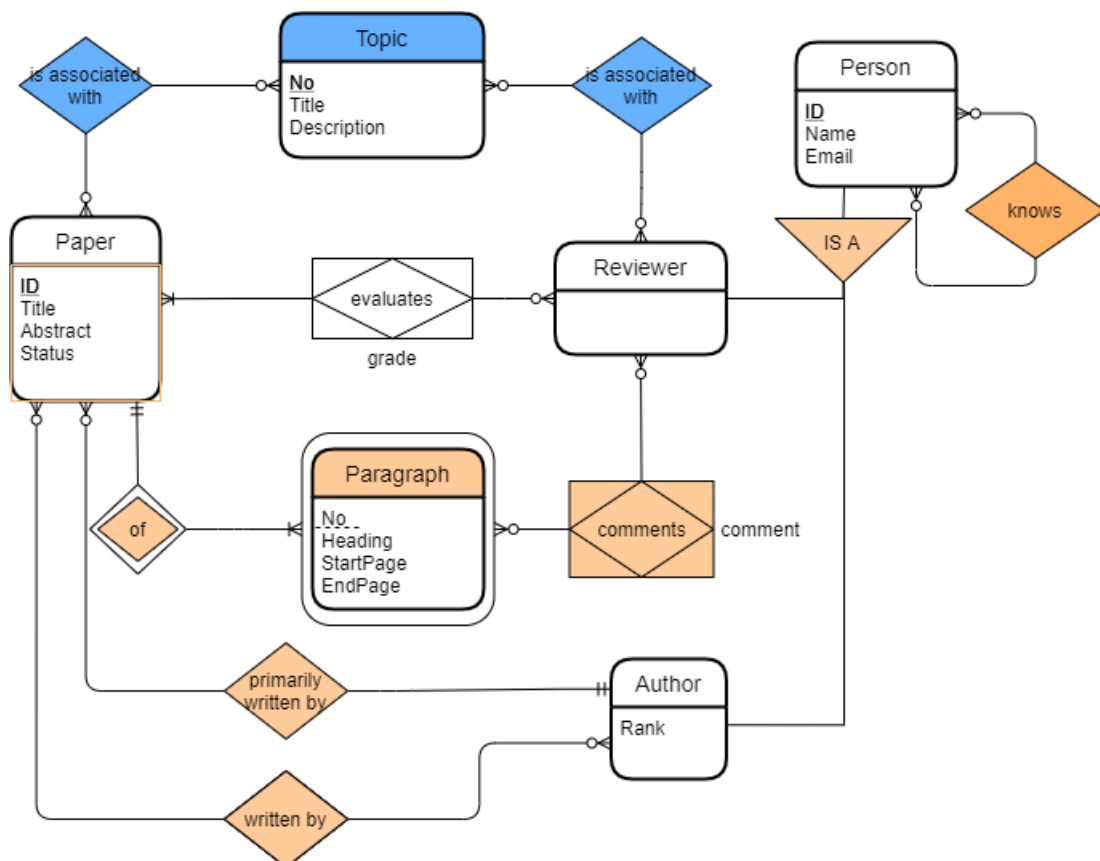 Topic
No
Title
Description
is associated
with
is associated
with
Person
ID
Name
Email
knows
IS A
Paper
ID
Title
Abstract
Status
evaluates
grade
Reviewer
Paragraph
No
Heading
StartPage
EndPage
of
comments
comment
primarily
written by
Author
Rank
written by